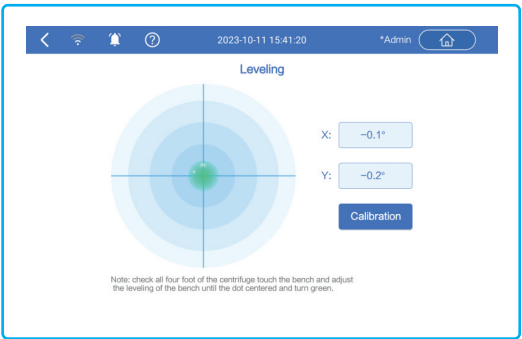 2023-10-11 15:41:20
*Admin
Leveling
X: −0.1°
Y: −0.2°
Calibration
Note: check all four foot of the centrifuge touch the bench and adjust
the leveling of the bench until the dot centered and turn green.